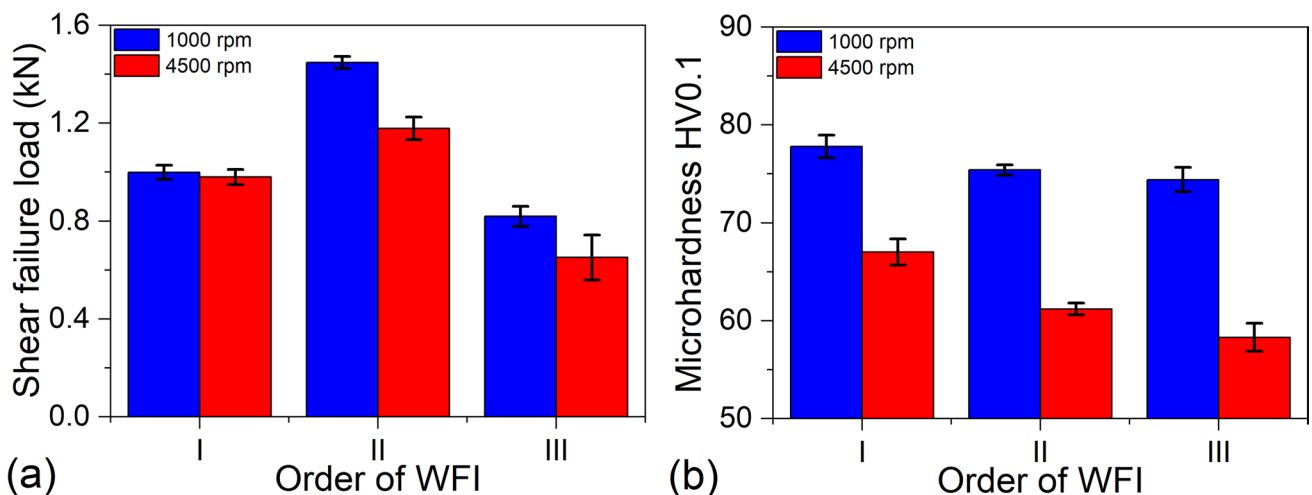 Shear failure load (kN)
1.6
1.2
0.8
0.4
0.0
1000 rpm
4500 rpm
I II III
Order of WFI
(a)
Microhardness HV0.1
90
80
70
60
50
1000 rpm
4500 rpm
I II III
Order of WFI
(b)